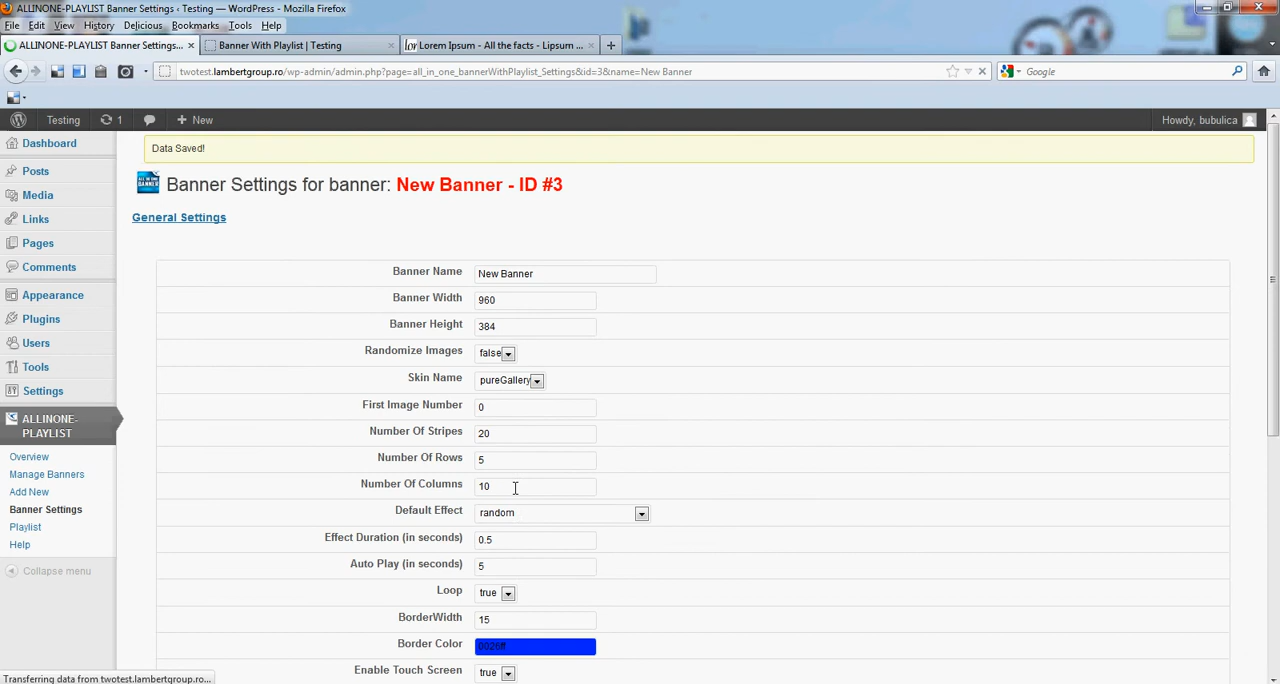 ALLINONE-PLAYLIST Banner Settings ‹ Testing — WordPress - Mozilla Firefox
File Edit View History Delicious Bookmarks Tools Help
ALLINONE-PLAYLIST Banner Settings... × Banner With Playlist | Testing × Lorem Ipsum - All the facts - Lipsum ... × +
twotest.lambertgroup.ro/wp-admin/admin.php?page=all_in_one_bannerWithPlaylist_Settings&id=3&name=New Banner
Google
Testing 1 + New Howdy, bubulica
Dashboard
Posts
Media
Links
Pages
Comments
Appearance
Plugins
Users
Tools
Settings
ALLINONE-
PLAYLIST
Overview
Manage Banners
Add New
Banner Settings
Playlist
Help
Collapse menu
Data Saved!
ALL IN ONE
BANNER
Banner Settings for banner: New Banner - ID #3
General Settings
Banner Name New Banner
Banner Width 960
Banner Height 384
Randomize Images false
Skin Name pureGallery
First Image Number 0
Number Of Stripes 20
Number Of Rows 5
Number Of Columns 10
Default Effect random
Effect Duration (in seconds) 0.5
Auto Play (in seconds) 5
Loop true
BorderWidth 15
Border Color 0026ff
Enable Touch Screen true
Transferring data from twotest.lambertgroup.ro...